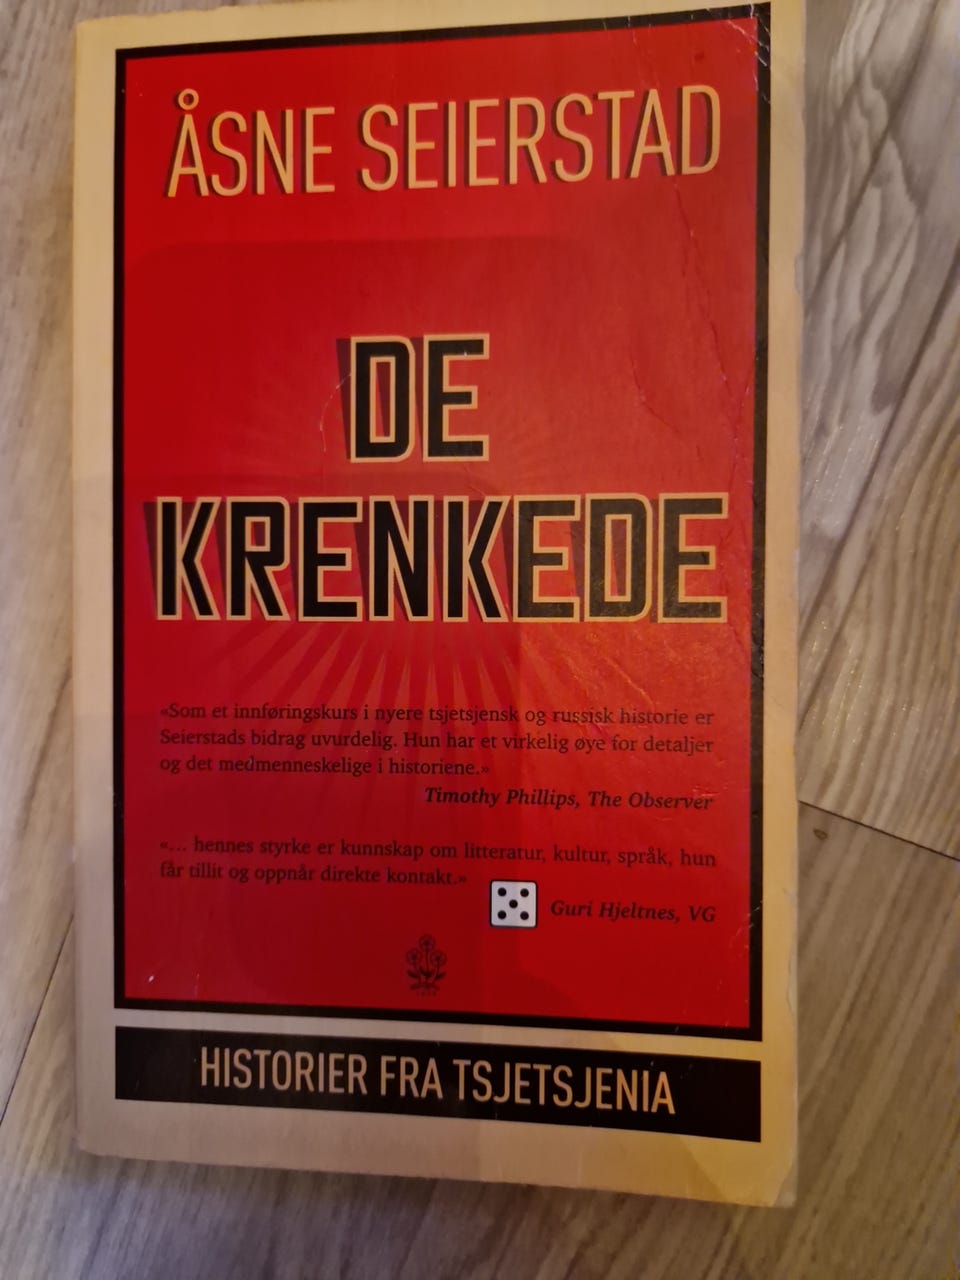 ÅSNE SEIERSTAD
DE
KRENKEDE
«Som et innføringskurs i nyere tsjetsjensk og russisk historie er
Seierstads bidrag uvurdelig. Hun har et virkelig øye for detaljer
og det medmenneskelige i historiene.»
Timothy Phillips, The Observer
«… hennes styrke er kunnskap om litteratur, kultur, språk, hun
får tillit og oppnår direkte kontakt.»
Guri Hjeltnes, VG
HISTORIER FRA TSJETSJENIA